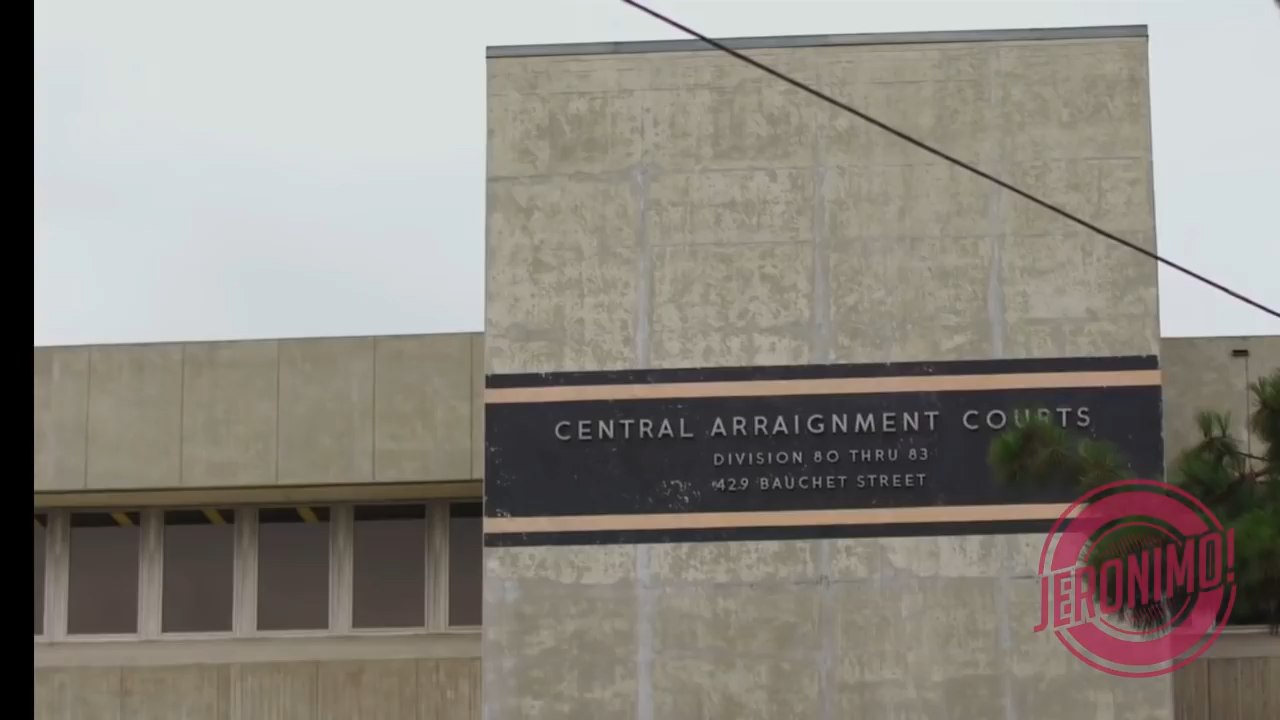 CENTRAL ARRAIGNMENT COURTS
DIVISION 80 THRU 83
429 BAUCHET STREET
JERONIMO!